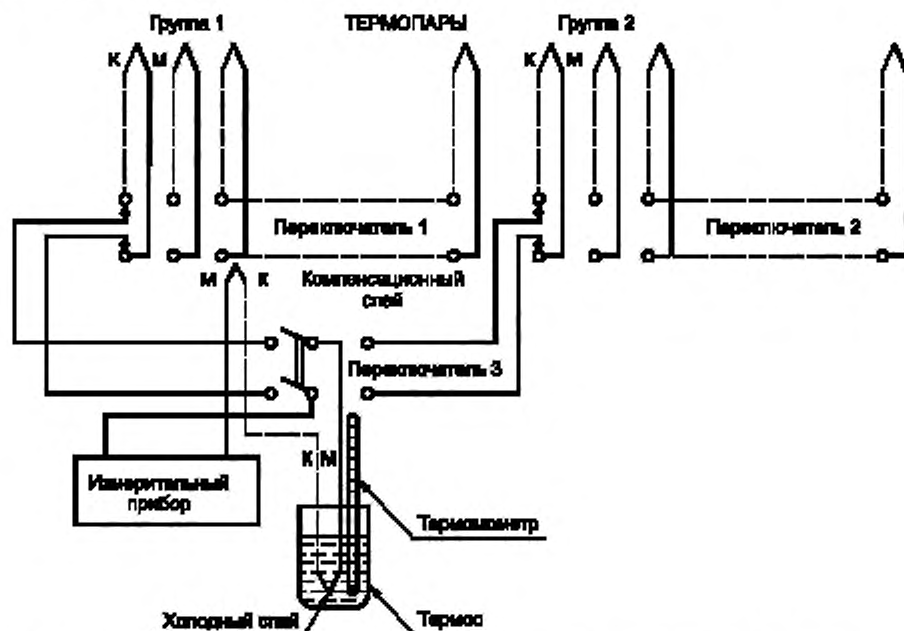 Группа 1 ТЕРМОПАРЫ Группа 2
К М К М
Переключатель 1 Переключатель 2
М К Компенсационный
спай
Переключатель 3
К М
Измерительный
прибор
Термометр
Холодный спай Термос